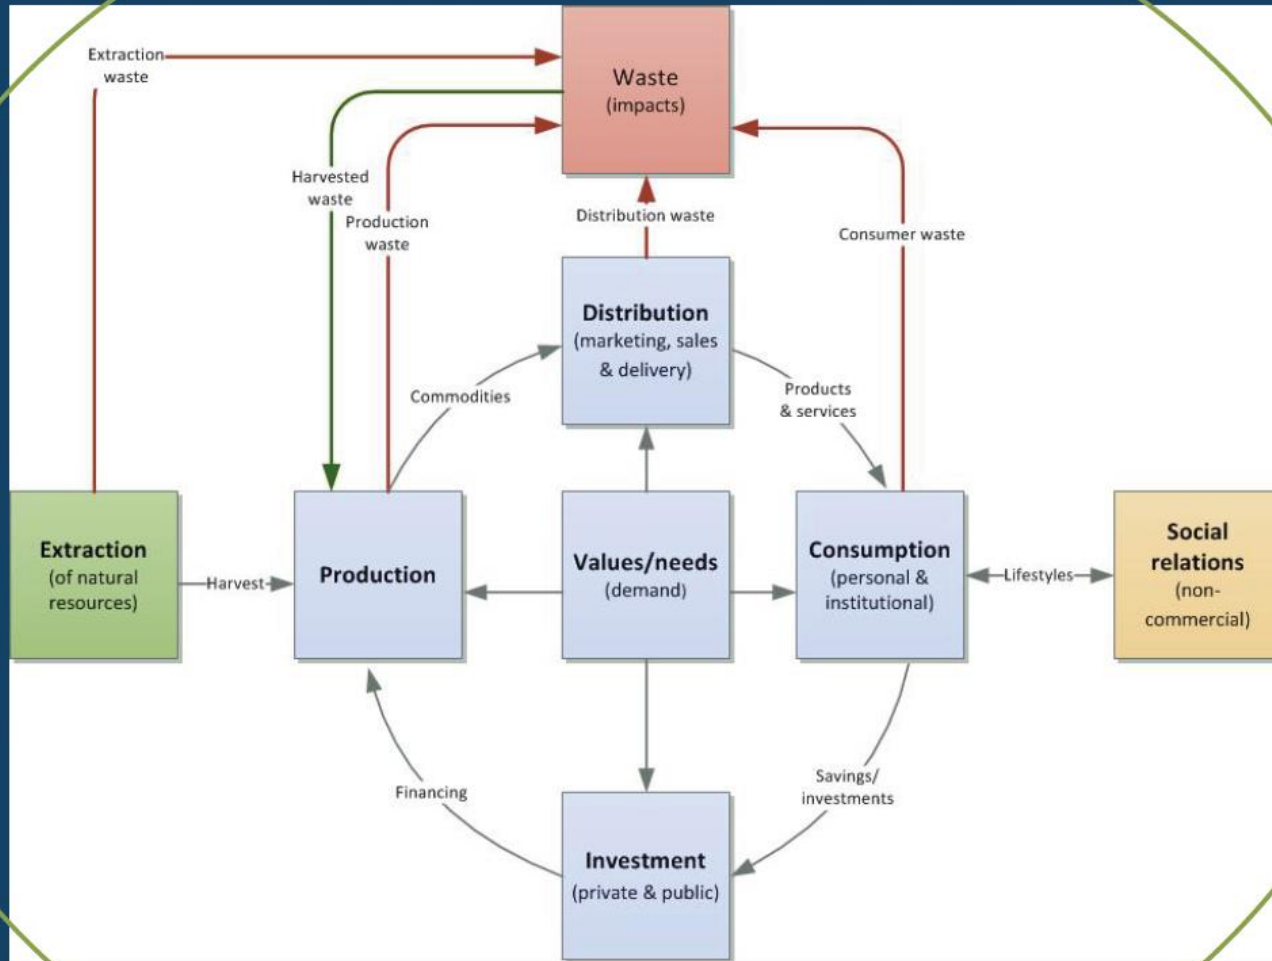 Extraction
waste
Waste
(impacts)
Harvested
waste
Production
waste
Distribution waste
Consumer waste
Distribution
(marketing, sales
& delivery)
Commodities
Products
& services
Extraction
(of natural
resources)
Harvest
Production
Values/needs
(demand)
Consumption
(personal &
institutional)
Lifestyles
Social
relations
(non-
commercial)
Financing
Savings/
investments
Investment
(private & public)